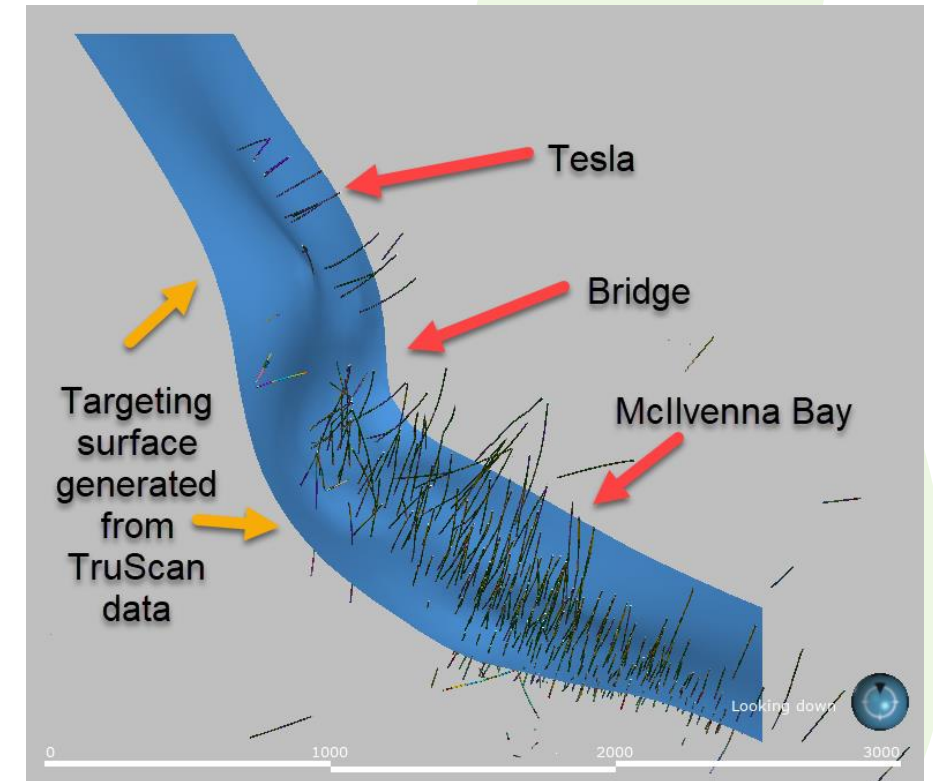 Tesla
Bridge
McIlvenna Bay
Targeting
surface
generated
from
TruScan
data
Looking down
0
1000
2000
3000